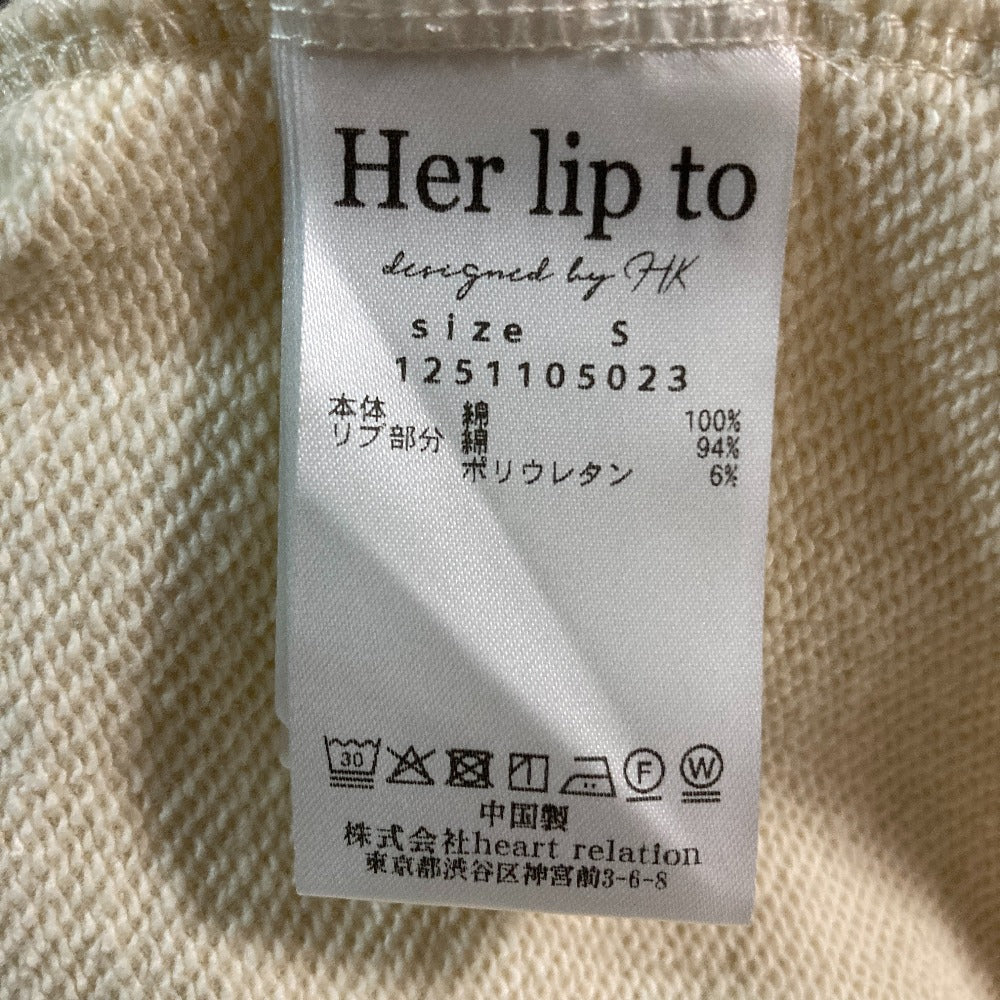 Her lip to
designed by HK
size S
1251105023
本体 綿 100%
リブ部分 綿 94%
ポリウレタン 6%
30 F W
中国製
株式会社heart relation
東京都渋谷区神宮前3-6-8